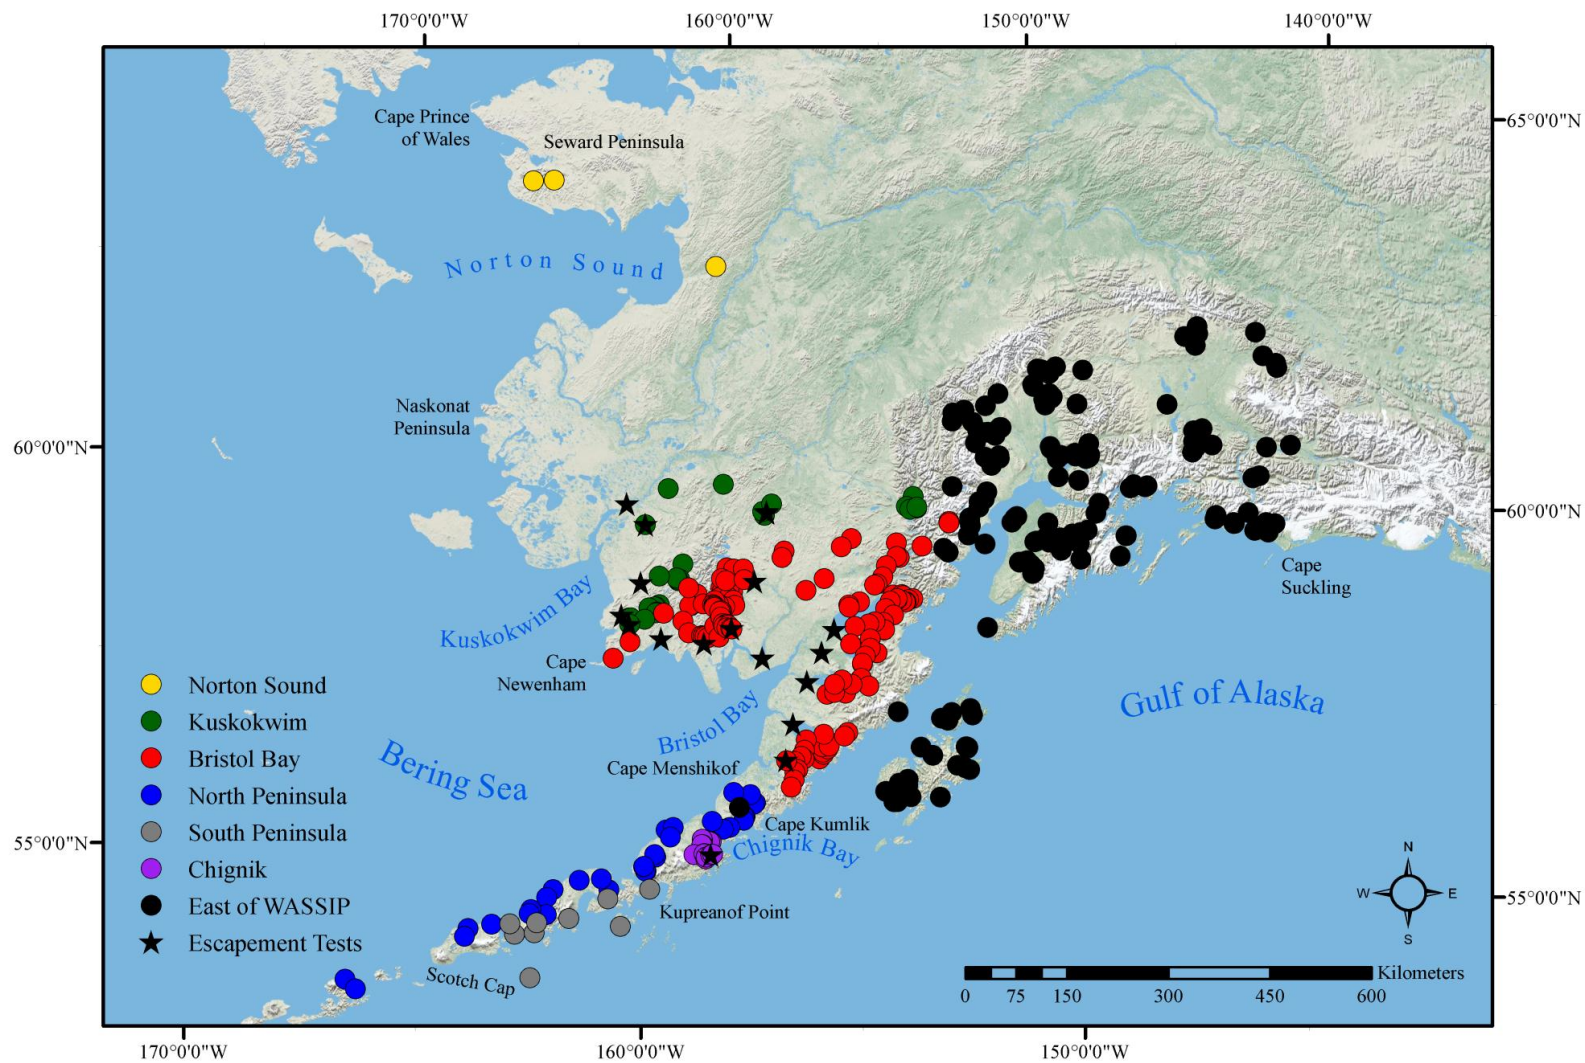 170°0'0"W 160°0'0"W 150°0'0"W 140°0'0"W
Cape Prince
of Wales
Seward Peninsula
65°0'0"N
Norton Sound
Naskonat
Peninsula
60°0'0"N
60°0'0"N
Cape
Suckling
Kuskokwim Bay
Cape
Newenham
Bristol Bay
Gulf of Alaska
Bering Sea
Cape Menshikof
Cape Kumlik
Chignik Bay
Kupreanof Point
Scotch Cap
Norton Sound
Kuskokwim
Bristol Bay
North Peninsula
South Peninsula
Chignik
East of WASSIP
Escapement Tests
55°0'0"N
55°0'0"N
N
W E
S
Kilometers
0 75 150 300 450 600
170°0'0"W 160°0'0"W 150°0'0"W